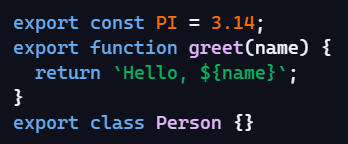 export const PI = 3.14;
export function greet(name) {
  return `Hello, ${name}`;
}
export class Person {}